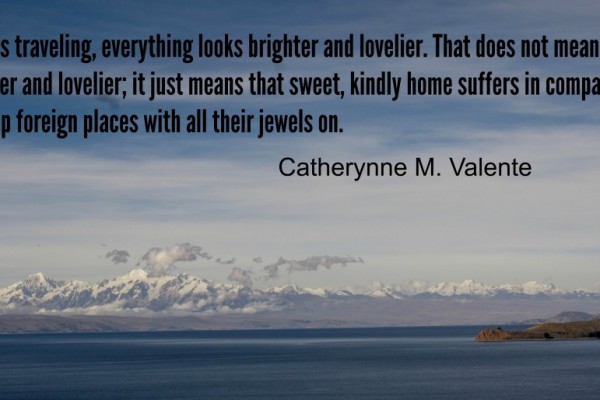 s traveling, everything looks brighter and lovelier. That does not mean
er and lovelier; it just means that sweet, kindly home suffers in compa
p foreign places with all their jewels on.
Catherynne M. Valente